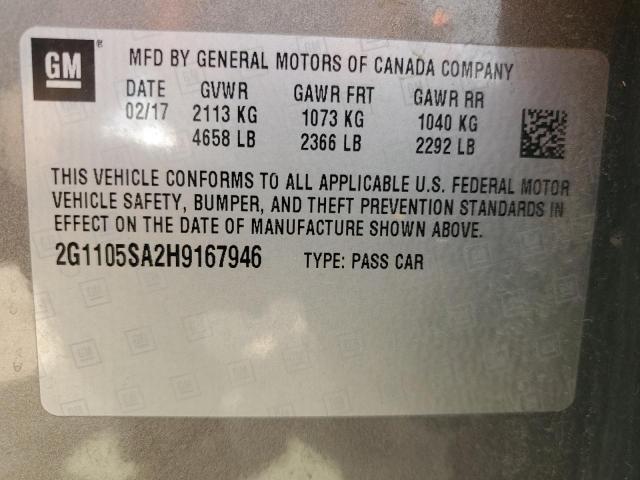 GM ® MFD BY GENERAL MOTORS OF CANADA COMPANY
DATE GVWR GAWR FRT GAWR RR
02/17 2113 KG 1073 KG 1040 KG
4658 LB 2366 LB 2292 LB
THIS VEHICLE CONFORMS TO ALL APPLICABLE U.S. FEDERAL MOTOR
VEHICLE SAFETY, BUMPER, AND THEFT PREVENTION STANDARDS IN
EFFECT ON THE DATE OF MANUFACTURE SHOWN ABOVE.
2G1105SA2H9167946 TYPE: PASS CAR